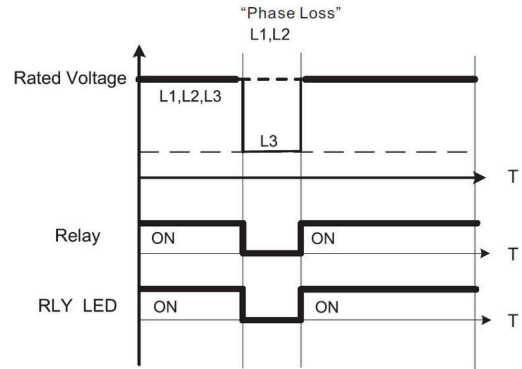 “Phase Loss”
L1,L2
Rated Voltage
L1,L2,L3
L3
T
Relay
ON
ON
T
RLY LED
ON
ON
T